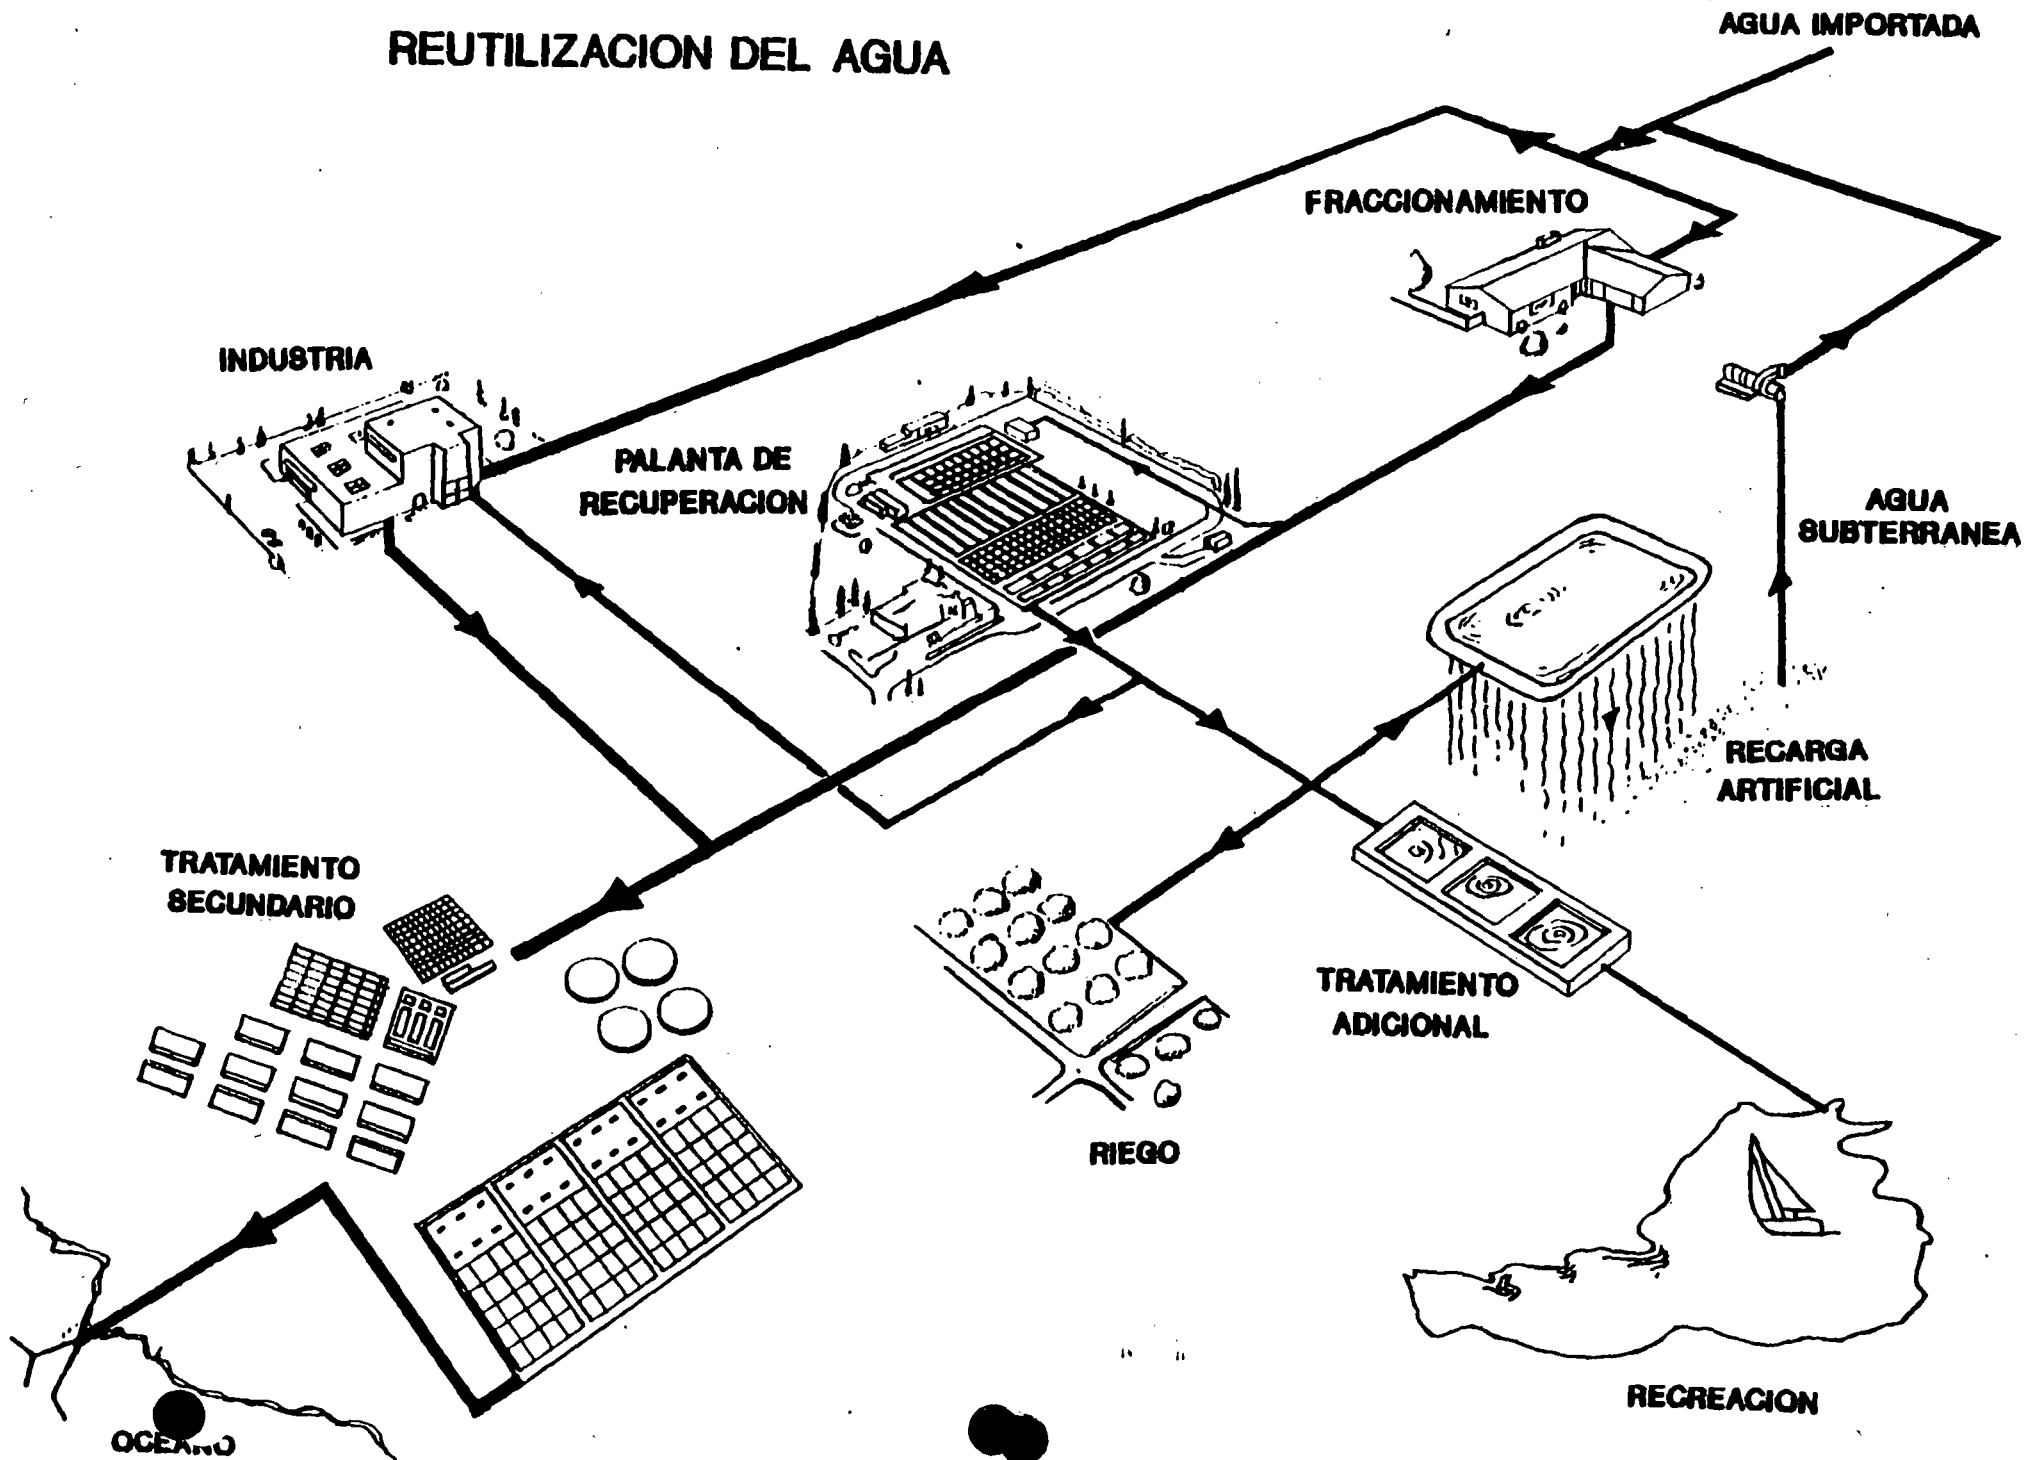 REUTILIZACION DEL AGUA
AGUA IMPORTADA
FRACCIONAMIENTO
INDUSTRIA
PALANTA DE
RECUPERACION
AGUA
SUBTERRANEA
RECARGA
ARTIFICIAL
TRATAMIENTO
SECUNDARIO
TRATAMIENTO
ADICIONAL
RIEGO
RECREACION
OCEANO